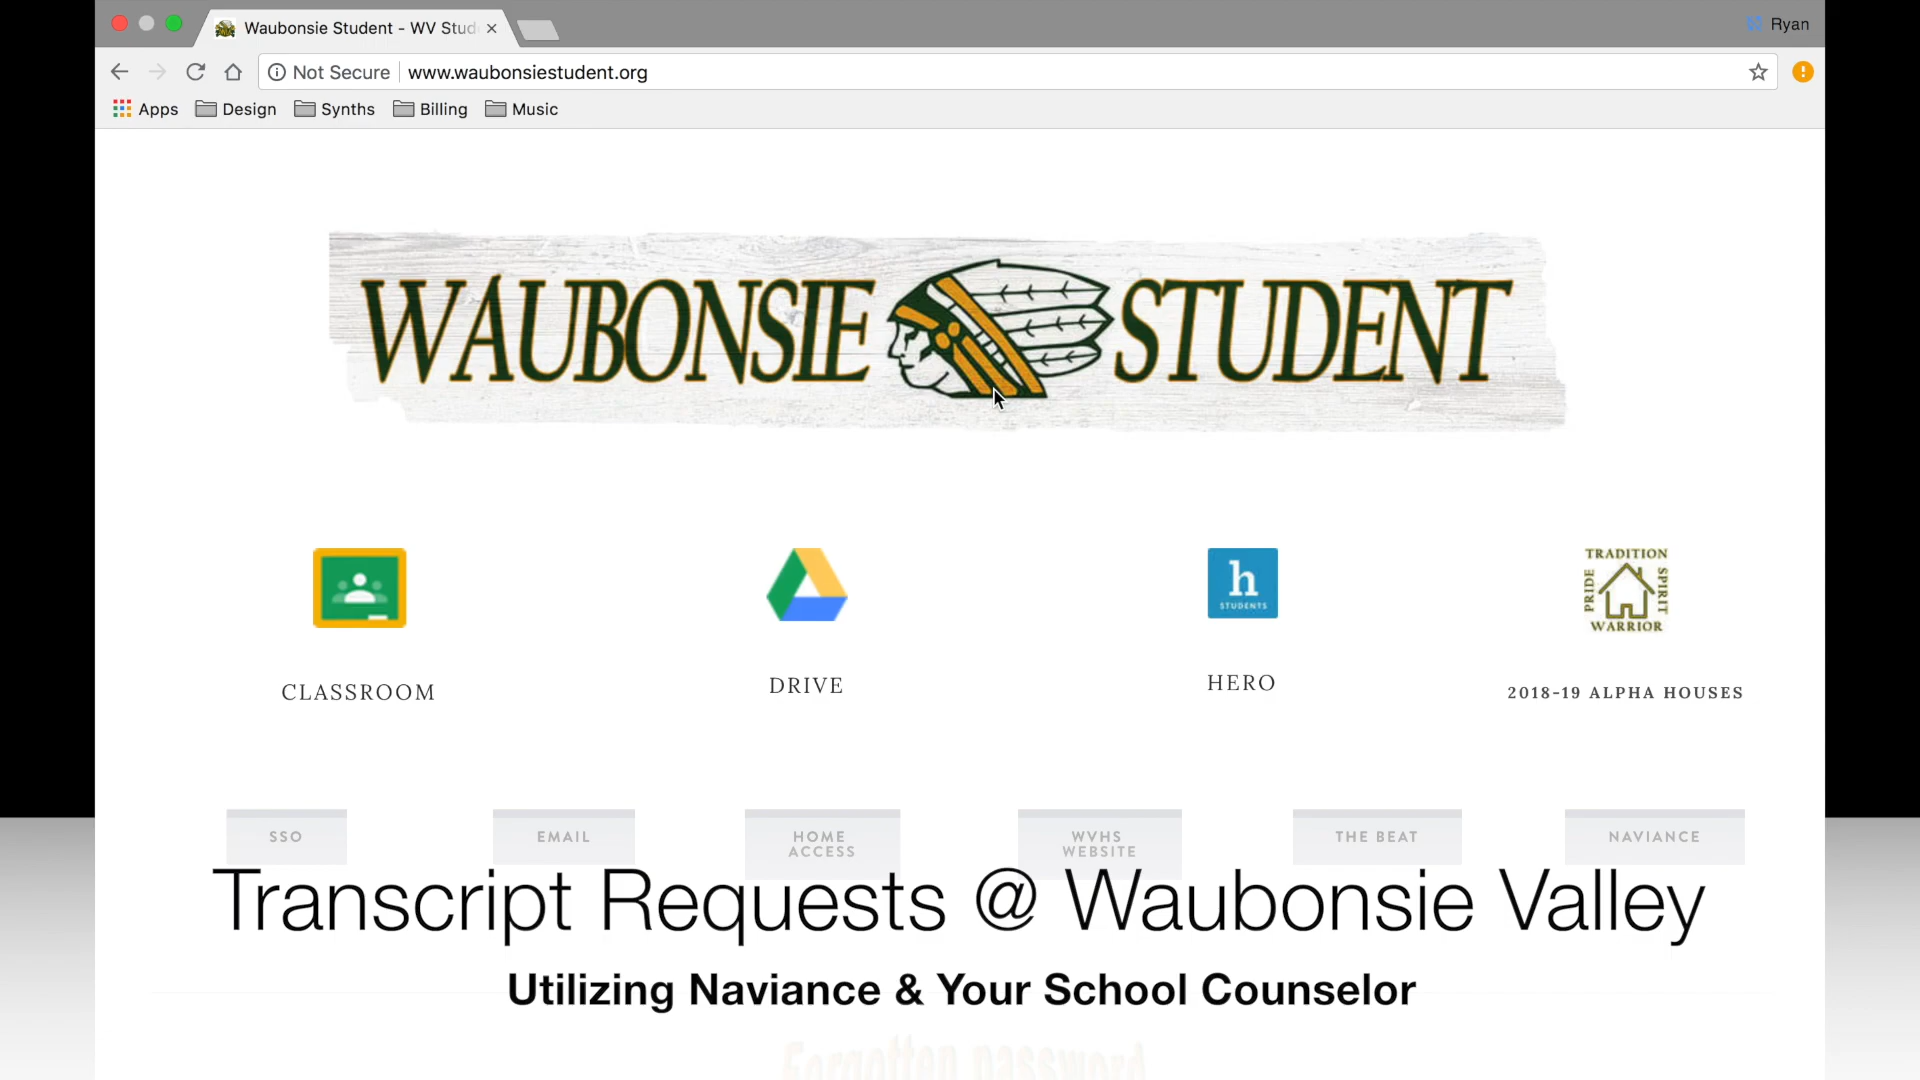 Waubonsie Student - WV Stud
Ryan
Not Secure
www.waubonsiestudent.org
Apps
Design
Synths
Billing
Music
WAUBONSIE STUDENT
h
STUDENTS
TRADITION
PRIDE
SPIRIT
WARRIOR
CLASSROOM
DRIVE
HERO
2018-19 ALPHA HOUSES
SSO
EMAIL
HOME
ACCESS
WVHS
WEBSITE
THE BEAT
NAVIANCE
Transcript Requests @ Waubonsie Valley
Utilizing Naviance & Your School Counselor
Forgotten password